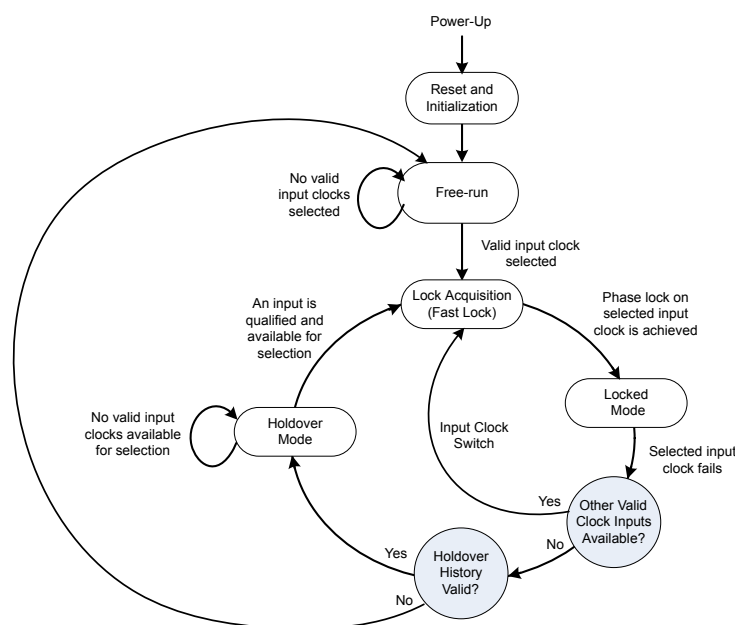 Power-Up
Reset and
Initialization
No valid
input clocks
selected
Free-run
Valid input clock
selected
An input is
qualified and
available for
selection
Lock Acquisition
(Fast Lock)
Phase lock on
selected input
clock is achieved
No valid input
clocks available
for selection
Holdover
Mode
Input Clock
Switch
Locked
Mode
Selected input
clock fails
Yes
Other Valid
Clock Inputs
Available?
No
Yes
Holdover
History
Valid?
No